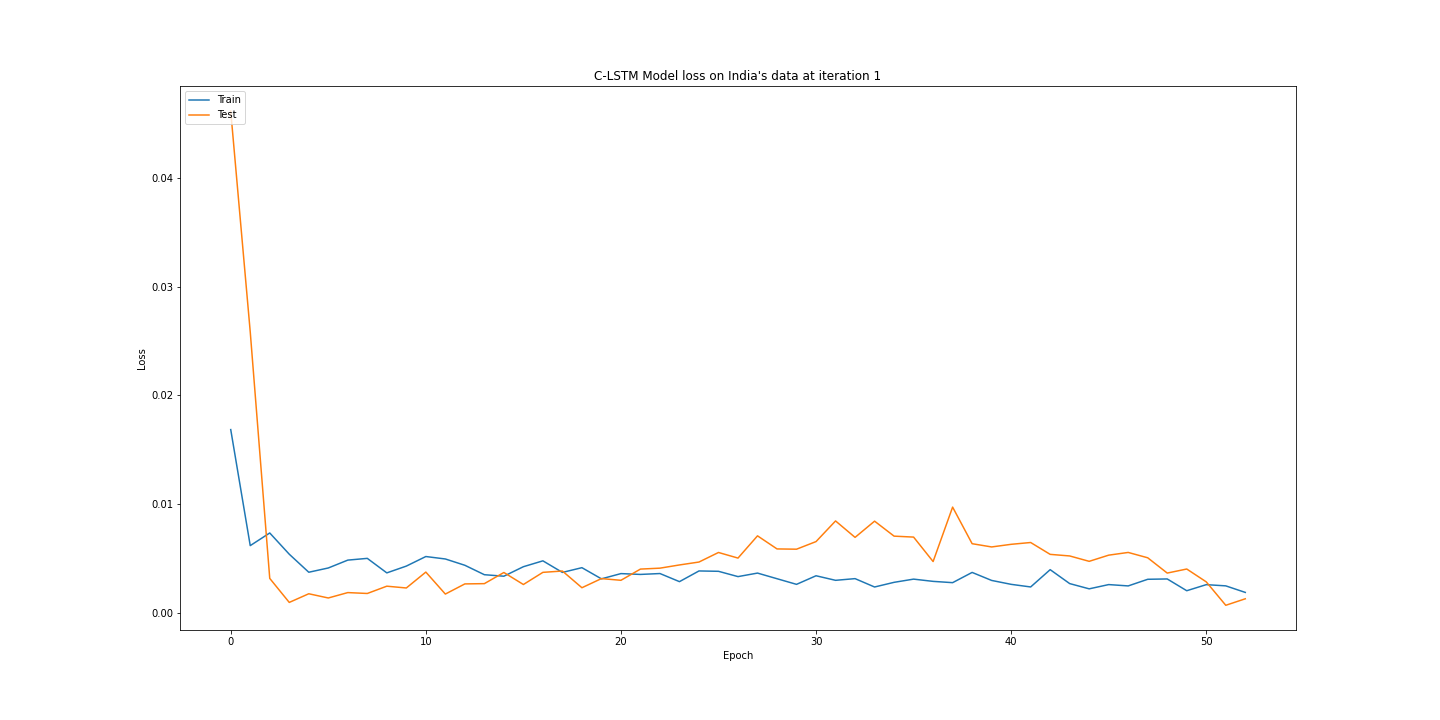 C-LSTM Model loss on India's data at iteration 1
Train
Test
0.04
0.03
0.02
0.01
0.00
Loss
0 10 20 30 40 50
Epoch